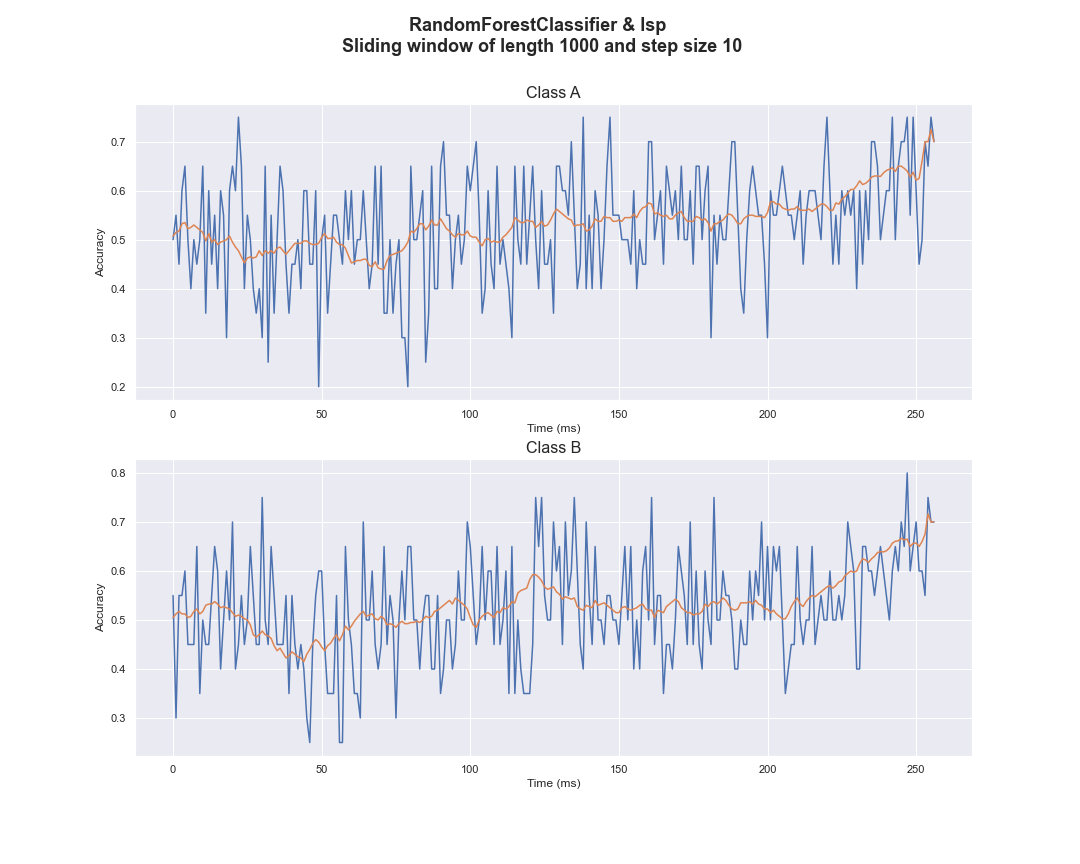 RandomForestClassifier & lsp
Sliding window of length 1000 and step size 10
Class A
0.7
0.6
0.5
0.4
0.3
0.2
Accuracy
0 50 100 150 200 250
Time (ms)
Class B
0.8
0.7
0.6
0.5
0.4
0.3
Accuracy
0 50 100 150 200 250
Time (ms)